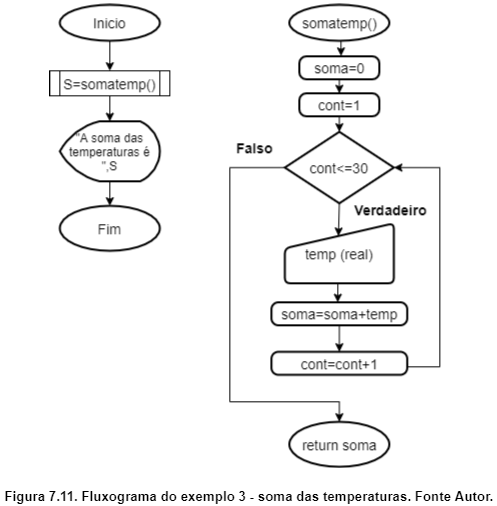 Inicio
S=somatemp()
"A soma das
temperaturas é
",S
Fim
somatemp()
soma=0
cont=1
cont<=30
Falso
Verdadeiro
temp (real)
soma=soma+temp
cont=cont+1
return soma
Figura 7.11. Fluxograma do exemplo 3 - soma das temperaturas. Fonte Autor.